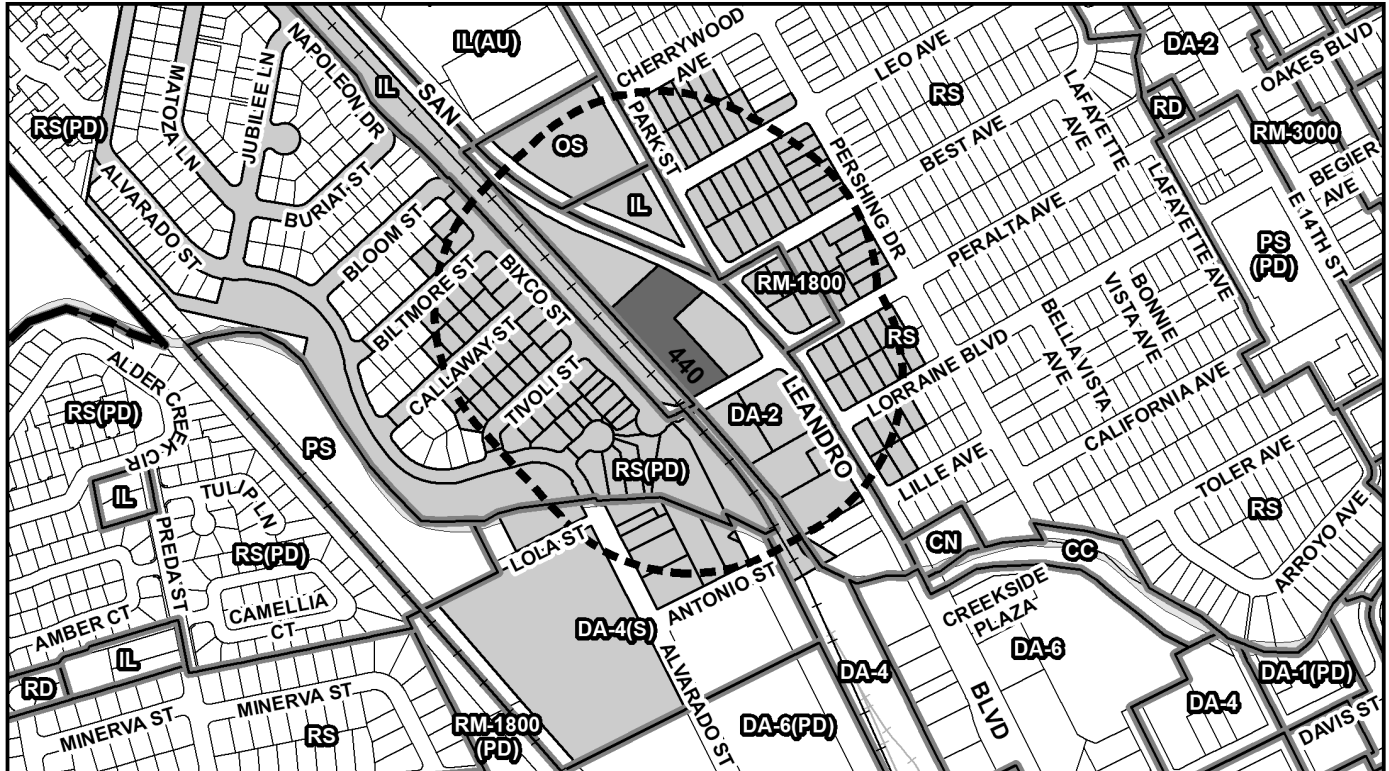 IL(AU)
CHERRYWOOD
AVE
DA-2
OAKES BLVD
NAPOLEON DR
IL
SAN
LEO AVE
RS
LAFAYETTE
AVE
RD
RM-3000
BEGIER
AVE
RS(PD)
MATOZA LN
JUBILEE LN
OS
PARK ST
PERSHING DR
BEST AVE
LAFAYETTE AVE
E 14TH ST
ALVARADO ST
BURIAT ST
BLOOM ST
IL
PERALTA AVE
PS
(PD)
BILTMORE ST
BIXCO ST
RM-1800
BONNIE
VISTA AVE
BELLA VISTA
AVE
CALLAWAY ST
TIVOLI ST
440
RS
LORRAINE BLVD
CALIFORNIA AVE
ALDER CREEK
CIR
RS(PD)
PS
DA-2
LEANDRO
LILLE AVE
TOLER AVE
RS
ARROYO AVE
IL
TULIP LN
RS(PD)
PREDA ST
RS(PD)
LOLA ST
CN
CC
CAMELLIA
CT
AMBER CT
ANTONIO ST
CREEKSIDE
PLAZA
DA-4(S)
DA-6
IL
RD
MINERVA ST
MINERVA ST
RS
RM-1800
(PD)
ALVARADO ST
DA-6(PD)
DA-4
BLVD
DA-4
DA-1(PD)
DAVIS ST